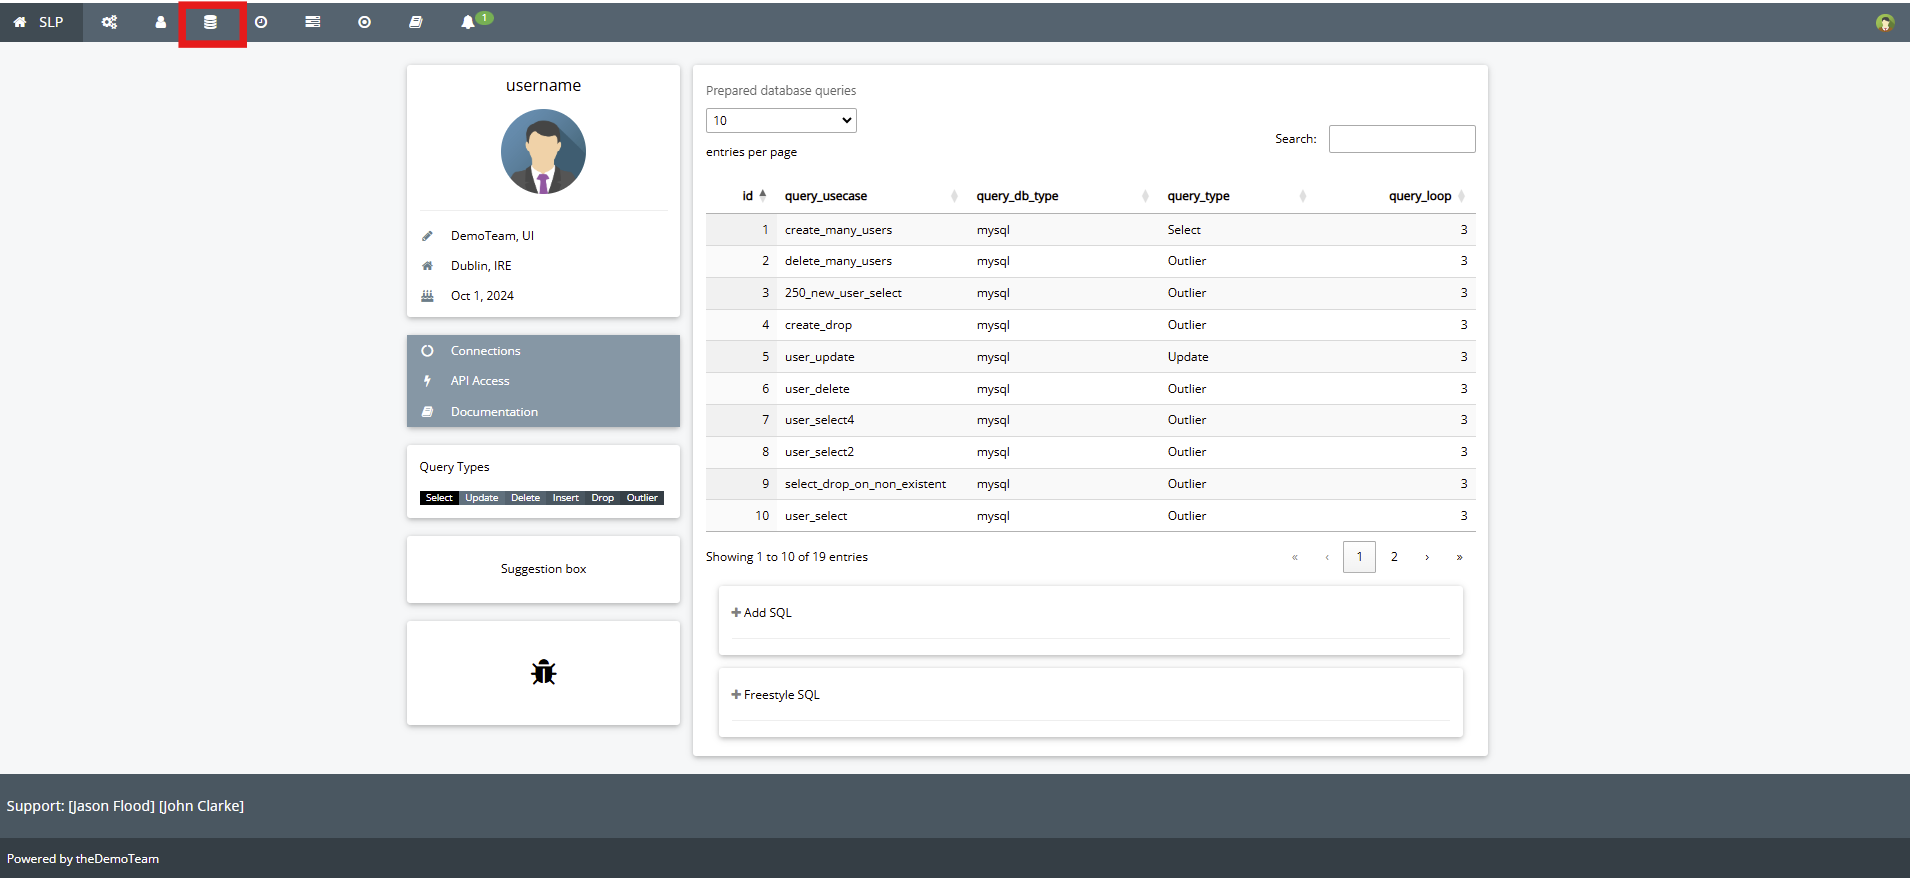 SLP
1
username
DemoTeam, UI
Dublin, IRE
Oct 1, 2024
Connections
API Access
Documentation
Query Types
Select Update Delete Insert Drop Outlier
Suggestion box
Prepared database queries
10
entries per page
Search:
id query_usecase query_db_type query_type query_loop
1 create_many_users mysql Select 3
2 delete_many_users mysql Outlier 3
3 250_new_user_select mysql Outlier 3
4 create_drop mysql Outlier 3
5 user_update mysql Update 3
6 user_delete mysql Outlier 3
7 user_select4 mysql Outlier 3
8 user_select2 mysql Outlier 3
9 select_drop_on_non_existent mysql Outlier 3
10 user_select mysql Outlier 3
Showing 1 to 10 of 19 entries « ‹ 1 2 › »
Add SQL
Freestyle SQL
Support: [Jason Flood] [John Clarke]
Powered by theDemoTeam